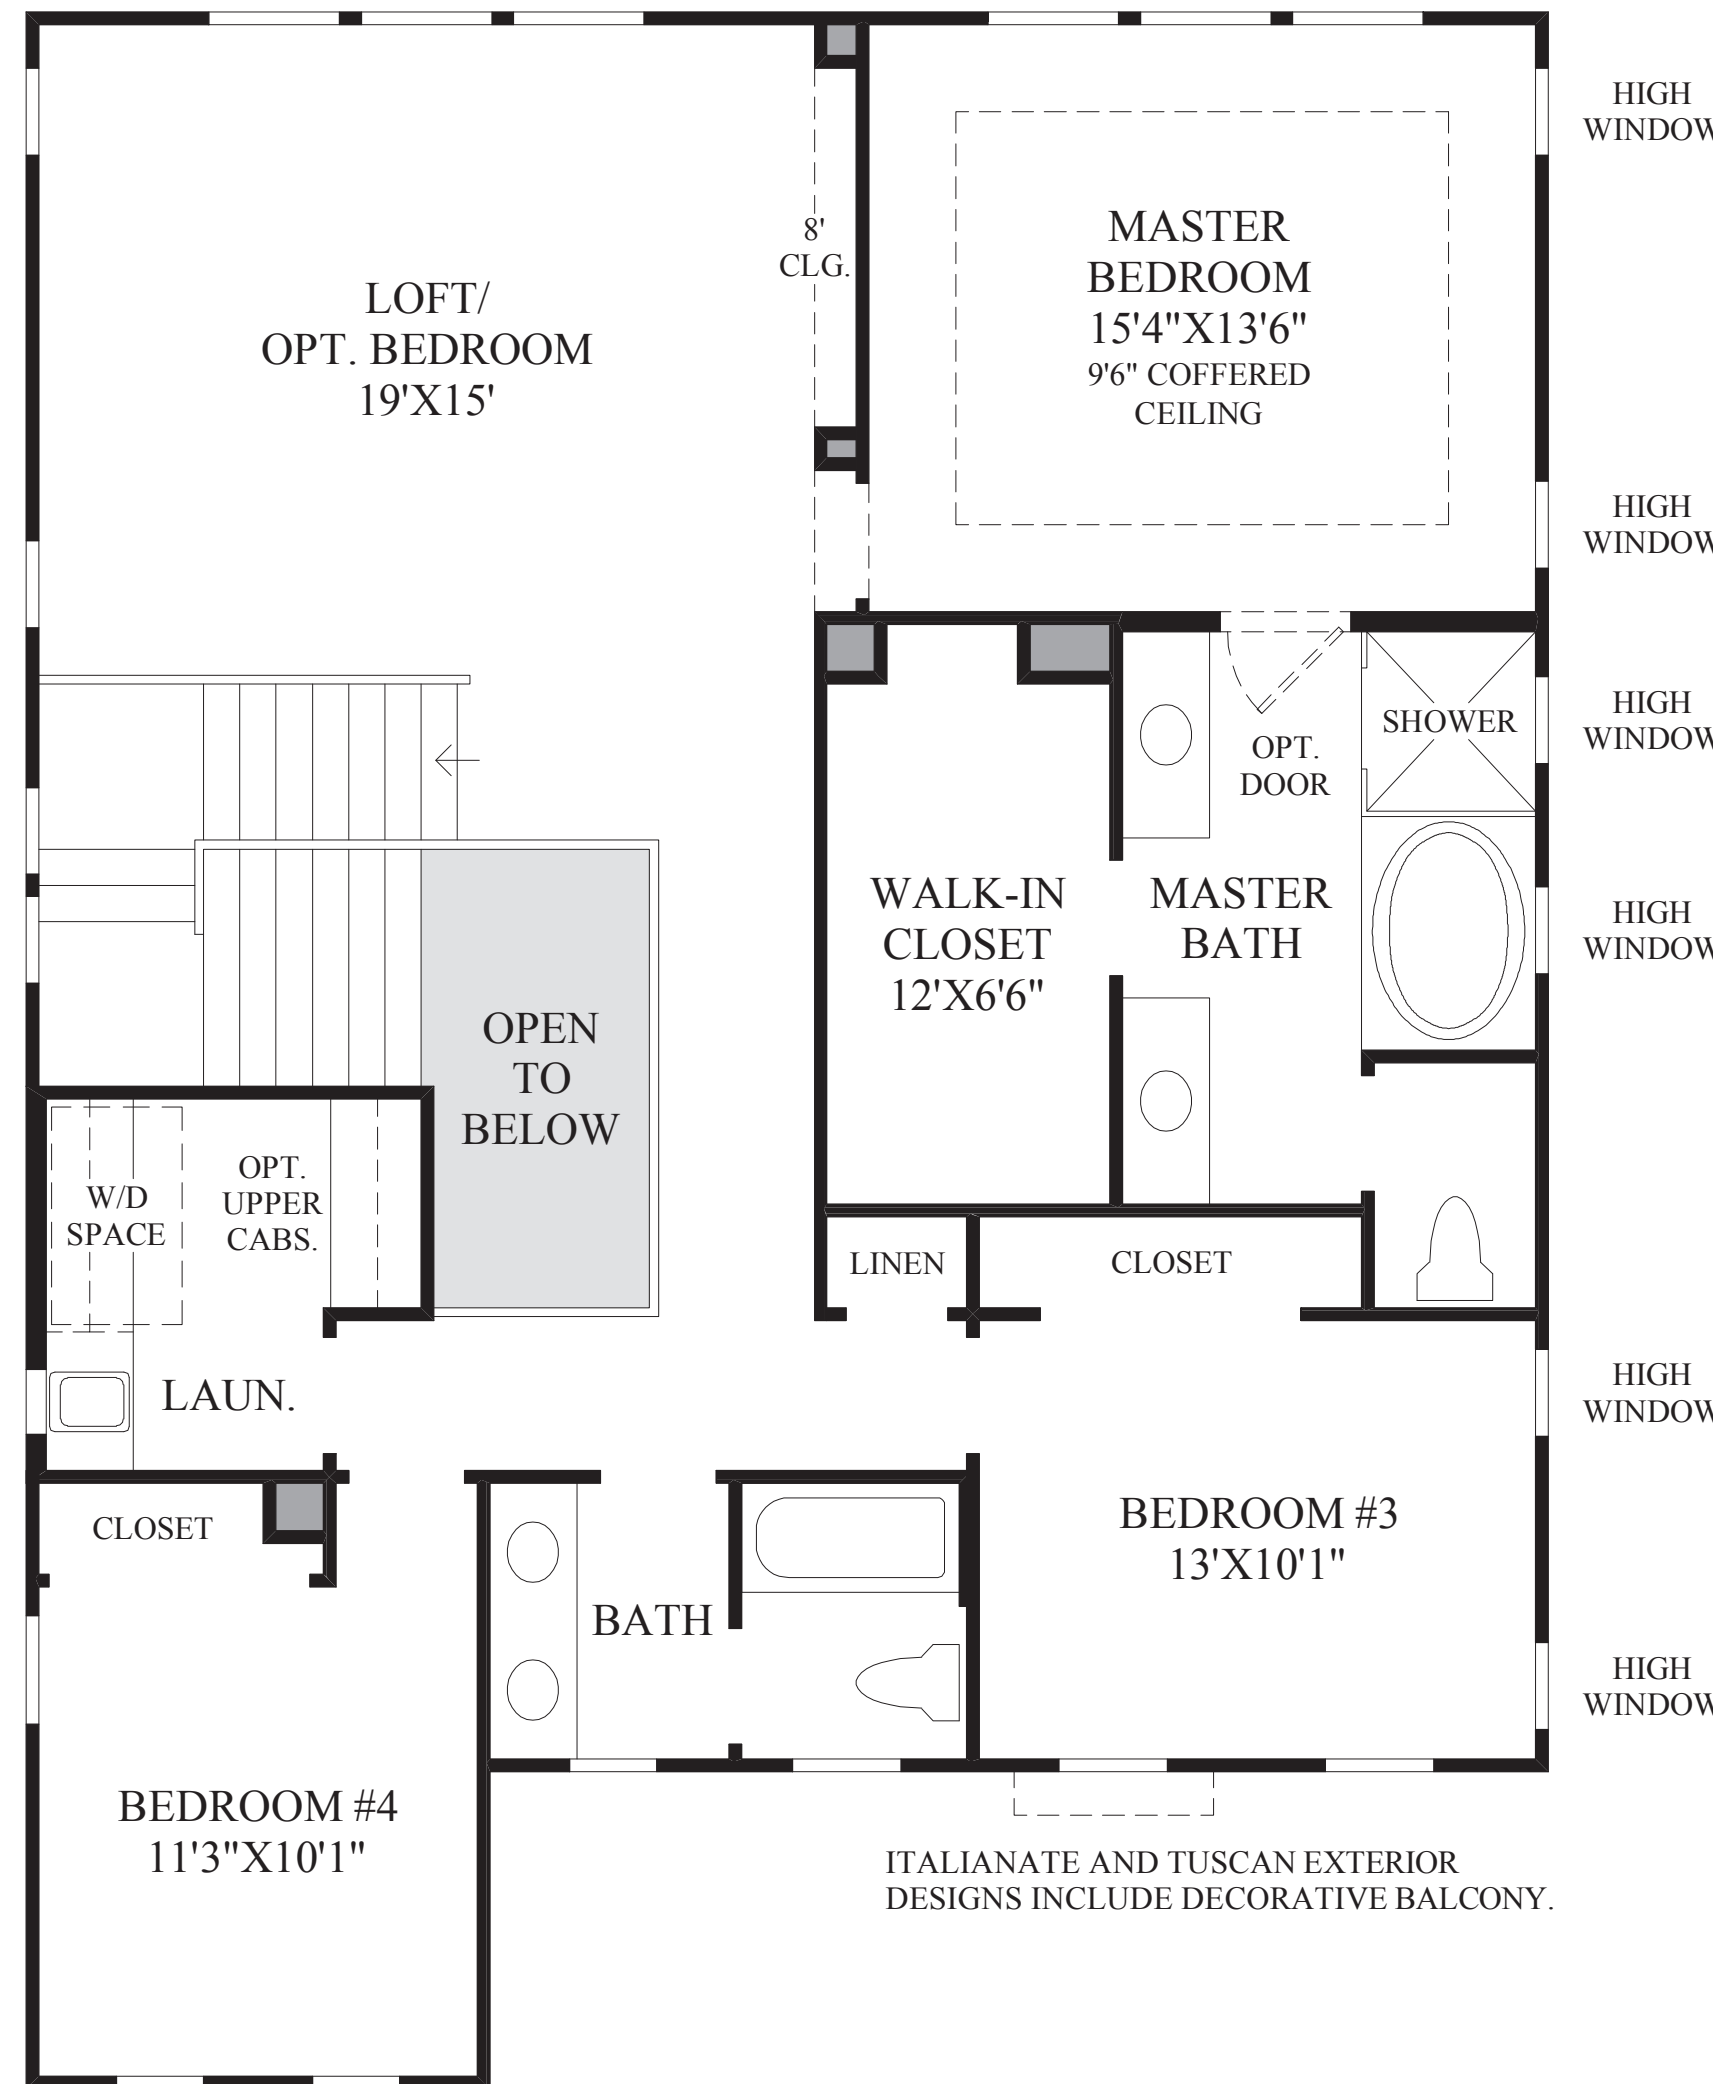 HIGH
WINDOW
MASTER
BEDROOM
15'4"X13'6"
9'6" COFFERED
CEILING
8'
CLG.
LOFT/
OPT. BEDROOM
19'X15'
HIGH
WINDOW
HIGH
WINDOW
SHOWER
OPT.
DOOR
WALK-IN
CLOSET
12'X6'6"
MASTER
BATH
HIGH
WINDOW
OPEN
TO
BELOW
W/D
SPACE
OPT.
UPPER
CABS.
LINEN
CLOSET
LAUN.
HIGH
WINDOW
CLOSET
BEDROOM #3
13'X10'1"
BATH
HIGH
WINDOW
BEDROOM #4
11'3"X10'1"
ITALIANATE AND TUSCAN EXTERIOR
DESIGNS INCLUDE DECORATIVE BALCONY.